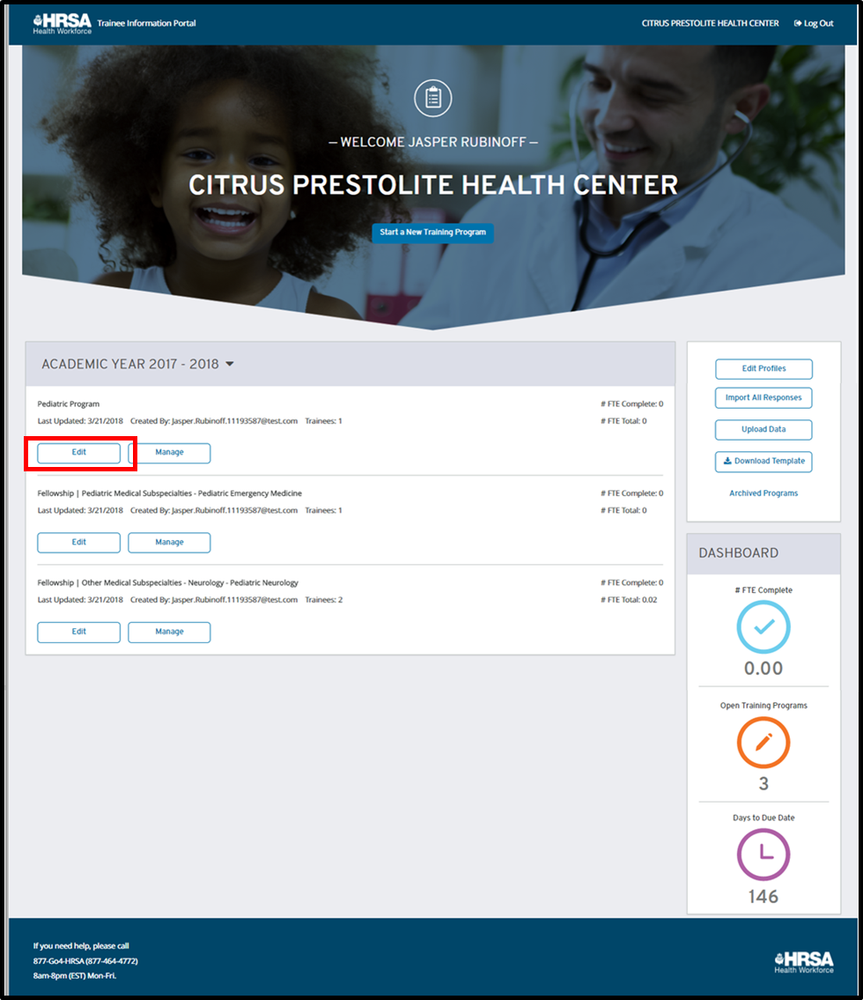 HRSA
Health Workforce
Trainee Information Portal
CITRUS PRESTOLITE HEALTH CENTER
Log Out
— WELCOME JASPER RUBINOFF —
CITRUS PRESTOLITE HEALTH CENTER
Start a New Training Program
ACADEMIC YEAR 2017 - 2018
Pediatric Program
# FTE Complete: 0
Last Updated: 3/21/2018 Created By: Jasper.Rubinoff.11193587@test.com Trainees: 1
# FTE Total: 0
Edit
Manage
Fellowship | Pediatric Medical Subspecialties - Pediatric Emergency Medicine
# FTE Complete: 0
Last Updated: 3/21/2018 Created By: Jasper.Rubinoff.11193587@test.com Trainees: 1
# FTE Total: 0
Edit
Manage
Fellowship | Other Medical Subspecialties - Neurology - Pediatric Neurology
# FTE Complete: 0
Last Updated: 3/21/2018 Created By: Jasper.Rubinoff.11193587@test.com Trainees: 2
# FTE Total: 0.02
Edit
Manage
Edit Profiles
Import All Responses
Upload Data
Download Template
Archived Programs
DASHBOARD
# FTE Complete
0.00
Open Training Programs
3
Days to Due Date
146
If you need help, please call
877-Go4-HRSA (877-464-4772)
8am-8pm (EST) Mon-Fri.
HRSA
Health Workforce